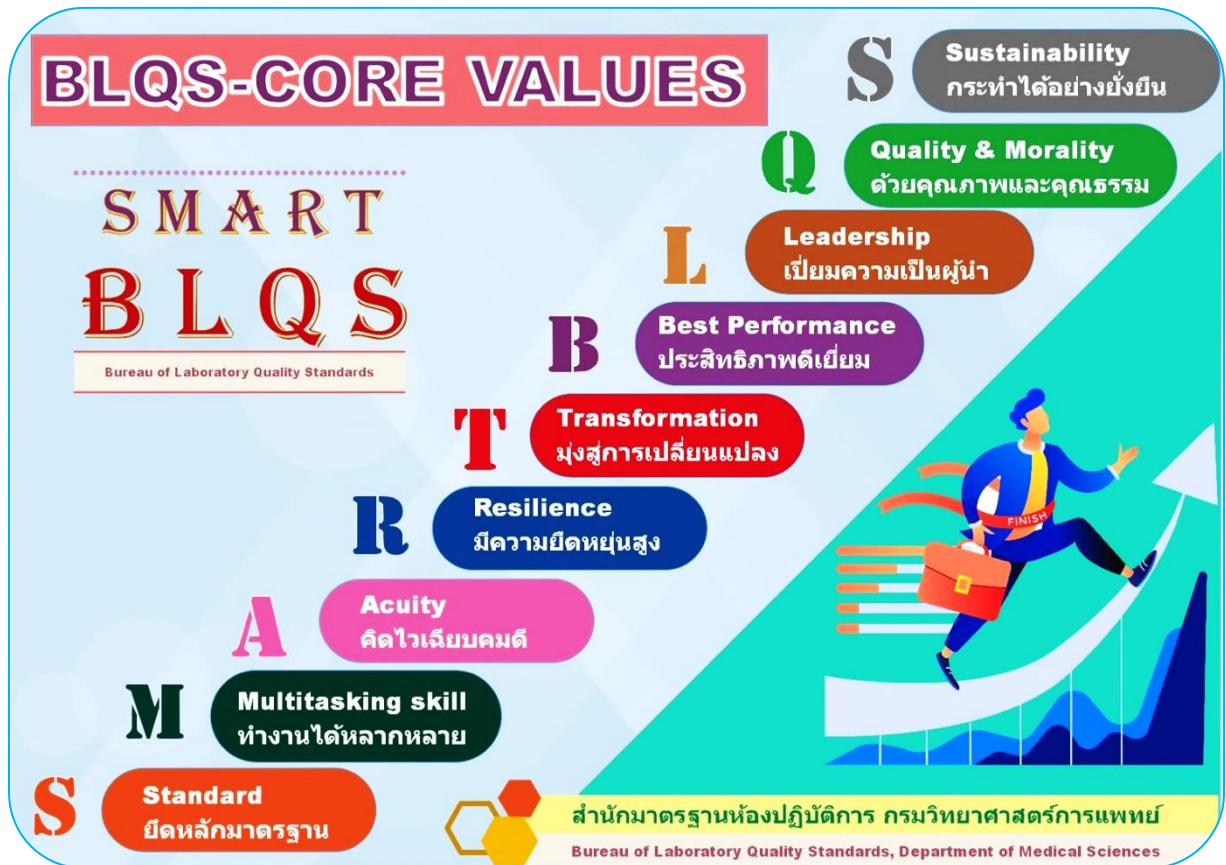 BLQS-CORE VALUES
SMART
BLQS
Bureau of Laboratory Quality Standards
S
Sustainability
กระทำได้อย่างยั่งยืน
Q
Quality & Morality
ด้วยคุณภาพและคุณธรรม
L
Leadership
เปี่ยมความเป็นผู้นำ
B
Best Performance
ประสิทธิภาพดีเยี่ยม
T
Transformation
มุ่งสู่การเปลี่ยนแปลง
R
Resilience
มีความยืดหยุ่นสูง
A
Acuity
คิดไวเฉียบคมดี
M
Multitasking skill
ทำงานได้หลากหลาย
S
Standard
ยึดหลักมาตรฐาน
FINISH
สำนักมาตรฐานห้องปฏิบัติการ กรมวิทยาศาสตร์การแพทย์
Bureau of Laboratory Quality Standards, Department of Medical Sciences